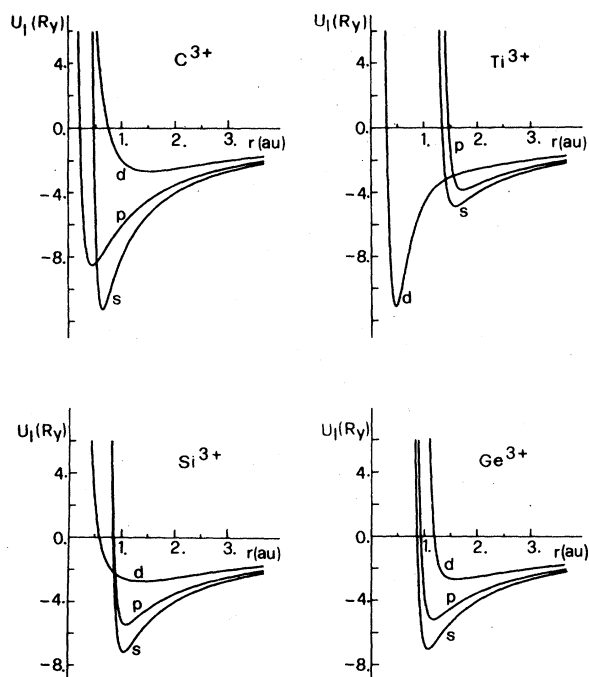 U_l (Ry)
C 3+
4.
0.
1. 2. 3. r(au)
-4.
-8.
d
p
s
U_l (Ry)
Ti 3+
4.
0.
1. 2. 3. r(au)
-4.
-8.
p
s
d
U_l (Ry)
Si 3+
4.
0.
1. 2. 3. r(au)
-4.
-8.
d
p
s
U_l (Ry)
Ge 3+
4.
0.
1. 2. 3. r(au)
-4.
-8.
d
p
s